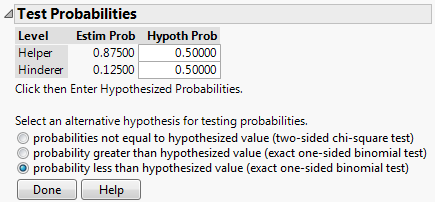 Test Probabilities
Level Estim Prob Hypoth Prob
Helper 0.87500 0.50000
Hinderer 0.12500 0.50000
Click then Enter Hypothesized Probabilities.
Select an alternative hypothesis for testing probabilities.
probabilities not equal to hypothesized value (two-sided chi-square test)
probability greater than hypothesized value (exact one-sided binomial test)
probability less than hypothesized value (exact one-sided binomial test)
Done Help